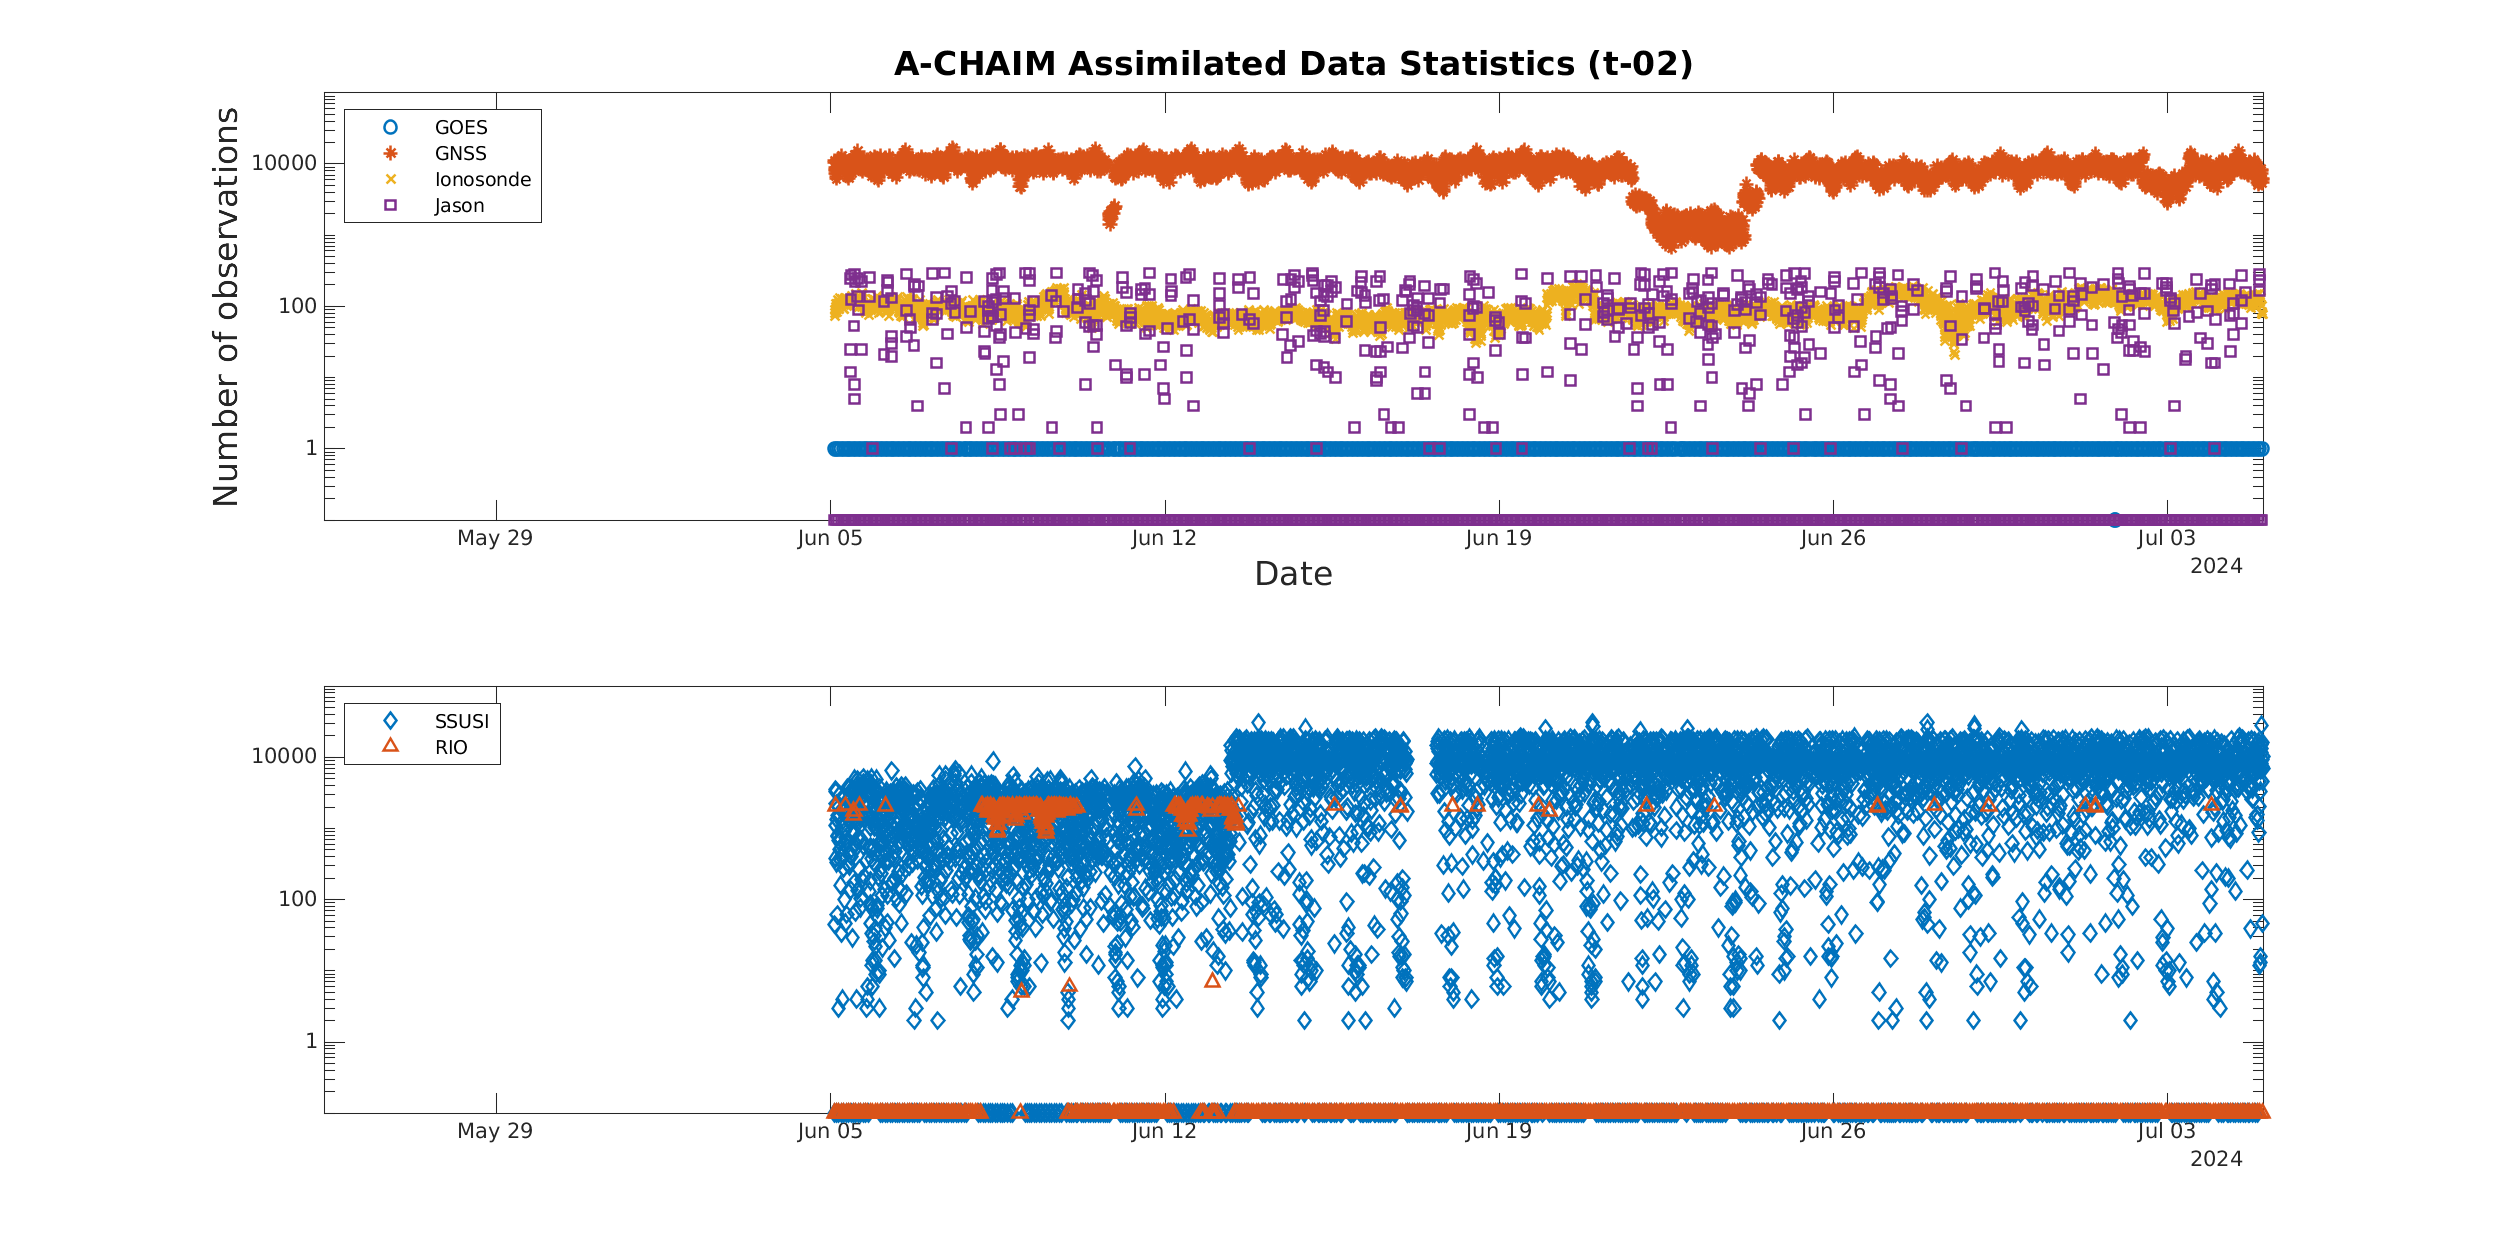 A-CHAIM Assimilated Data Statistics (t-02)
Number of observations
10000
100
1
GOES
GNSS
Ionosonde
Jason
May 29
Jun 05
Jun 12
Jun 19
Jun 26
Jul 03
2024
Date
10000
100
1
SSUSI
RIO
May 29
Jun 05
Jun 12
Jun 19
Jun 26
Jul 03
2024